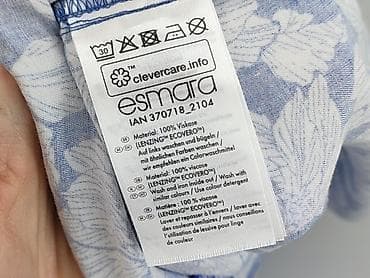 30
clevercare.info
TM
esmara
IAN 370718_2104
Material: 100% Viskose
(LENZING™ ECOVERO™)
Auf links waschen und bügeln /
mit ähnlichen Farben waschen /
wir empfehlen ein Colorwaschmittel
Material: 100% viscose
(LENZING™ ECOVERO™)
Wash and iron inside out / Wash with
similar colours / Use colour detergent
Matière : 100% viscose
(LENZING™ ECOVERO™)
Laver et repasser à l'envers / laver avec
des couleurs similaires / nous conseillons
l'utilisation de lessive pour linge
de couleur